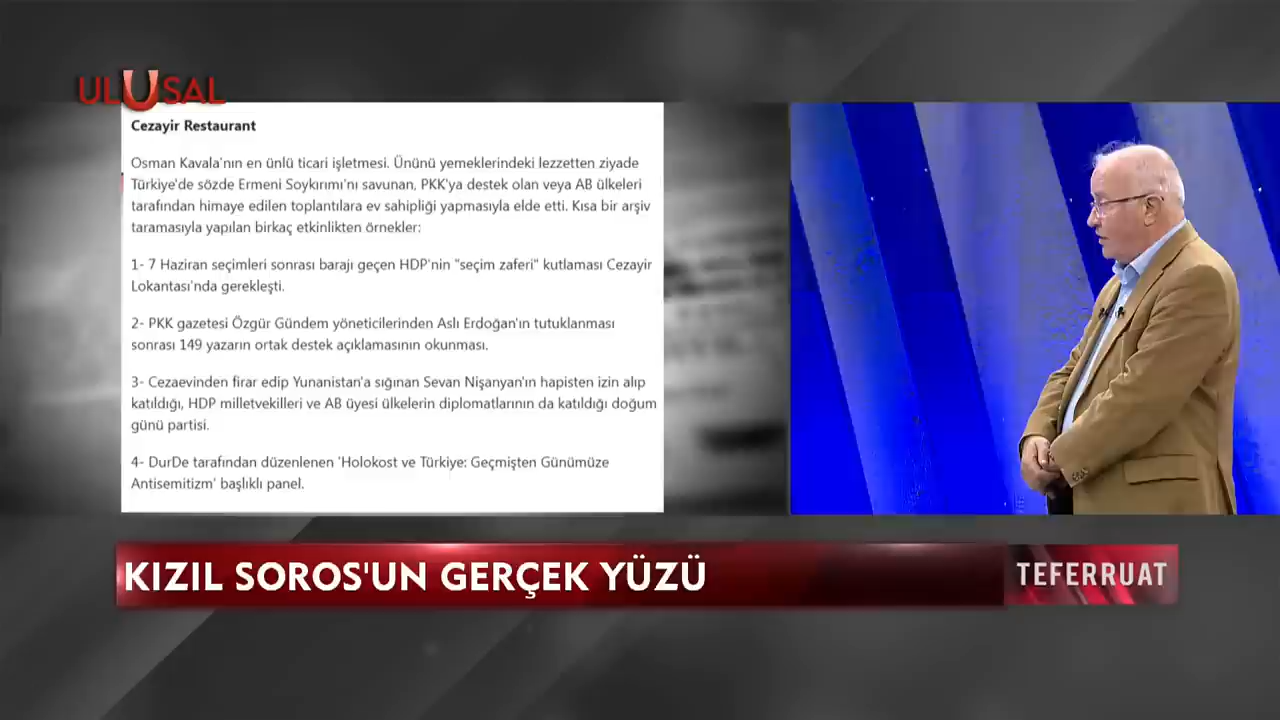 ULUSAL
Cezayir Restaurant
Osman Kavala'nın en ünlü ticari işletmesi. Ününü yemeklerindeki lezzetten ziyade
Türkiye'de sözde Ermeni Soykırımı'nı savunan, PKK'ya destek olan veya AB ülkeleri
tarafından himaye edilen toplantılara ev sahipliği yapmasıyla elde etti. Kısa bir arşiv
taramasıyla yapılan birkaç etkinlikten örnekler:
1- 7 Haziran seçimleri sonrası barajı geçen HDP'nin "seçim zaferi" kutlaması Cezayir
Lokantası'nda gerekleşti.
2- PKK gazetesi Özgür Gündem yöneticilerinden Aslı Erdoğan'ın tutuklanması
sonrası 149 yazarın ortak destek açıklamasının okunması.
3- Cezaevinden firar edip Yunanistan'a sığınan Sevan Nişanyan'ın hapisten izin alıp
katıldığı, HDP milletvekilleri ve AB üyesi ülkelerin diplomatlarının da katıldığı doğum
günü partisi.
4- DurDe tarafından düzenlenen 'Holokost ve Türkiye: Geçmişten Günümüze
Antisemitizm' başlıklı panel.
KIZIL SOROS'UN GERÇEK YÜZÜ
TEFERRUAT